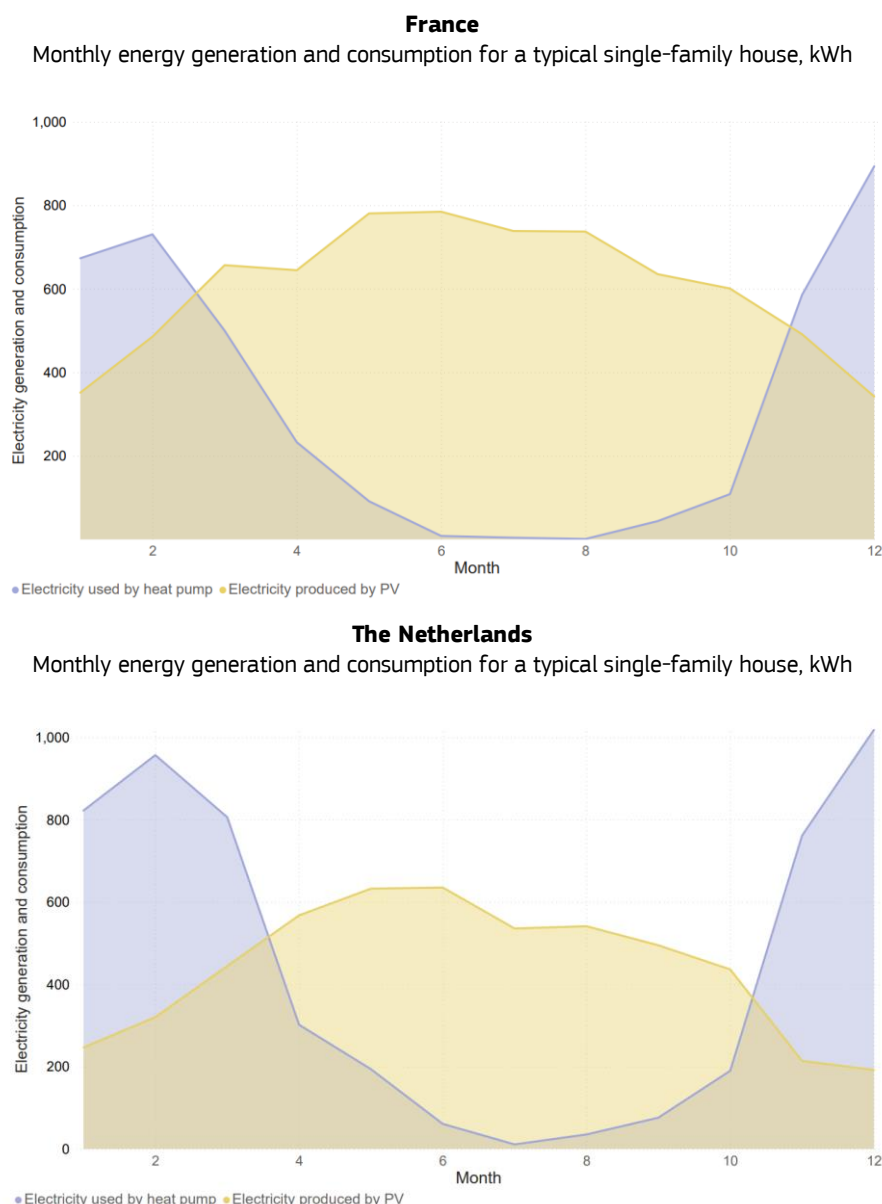 France
Monthly energy generation and consumption for a typical single-family house, kWh
1,000
800
600
400
200
Electricity generation and consumption
2 4 6 8 10 12
Month
Electricity used by heat pump Electricity produced by PV
The Netherlands
Monthly energy generation and consumption for a typical single-family house, kWh
1,000
800
600
400
200
0
Electricity generation and consumption
2 4 6 8 10 12
Month
Electricity used by heat pump Electricity produced by PV